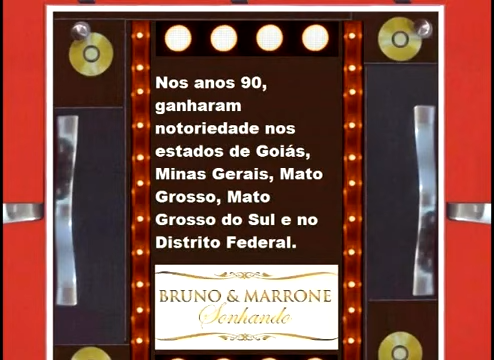 Nos anos 90,
ganharam
notoriedade nos
estados de Goiás,
Minas Gerais, Mato
Grosso, Mato
Grosso do Sul e no
Distrito Federal.
BRUNO & MARRONE
Sonhando